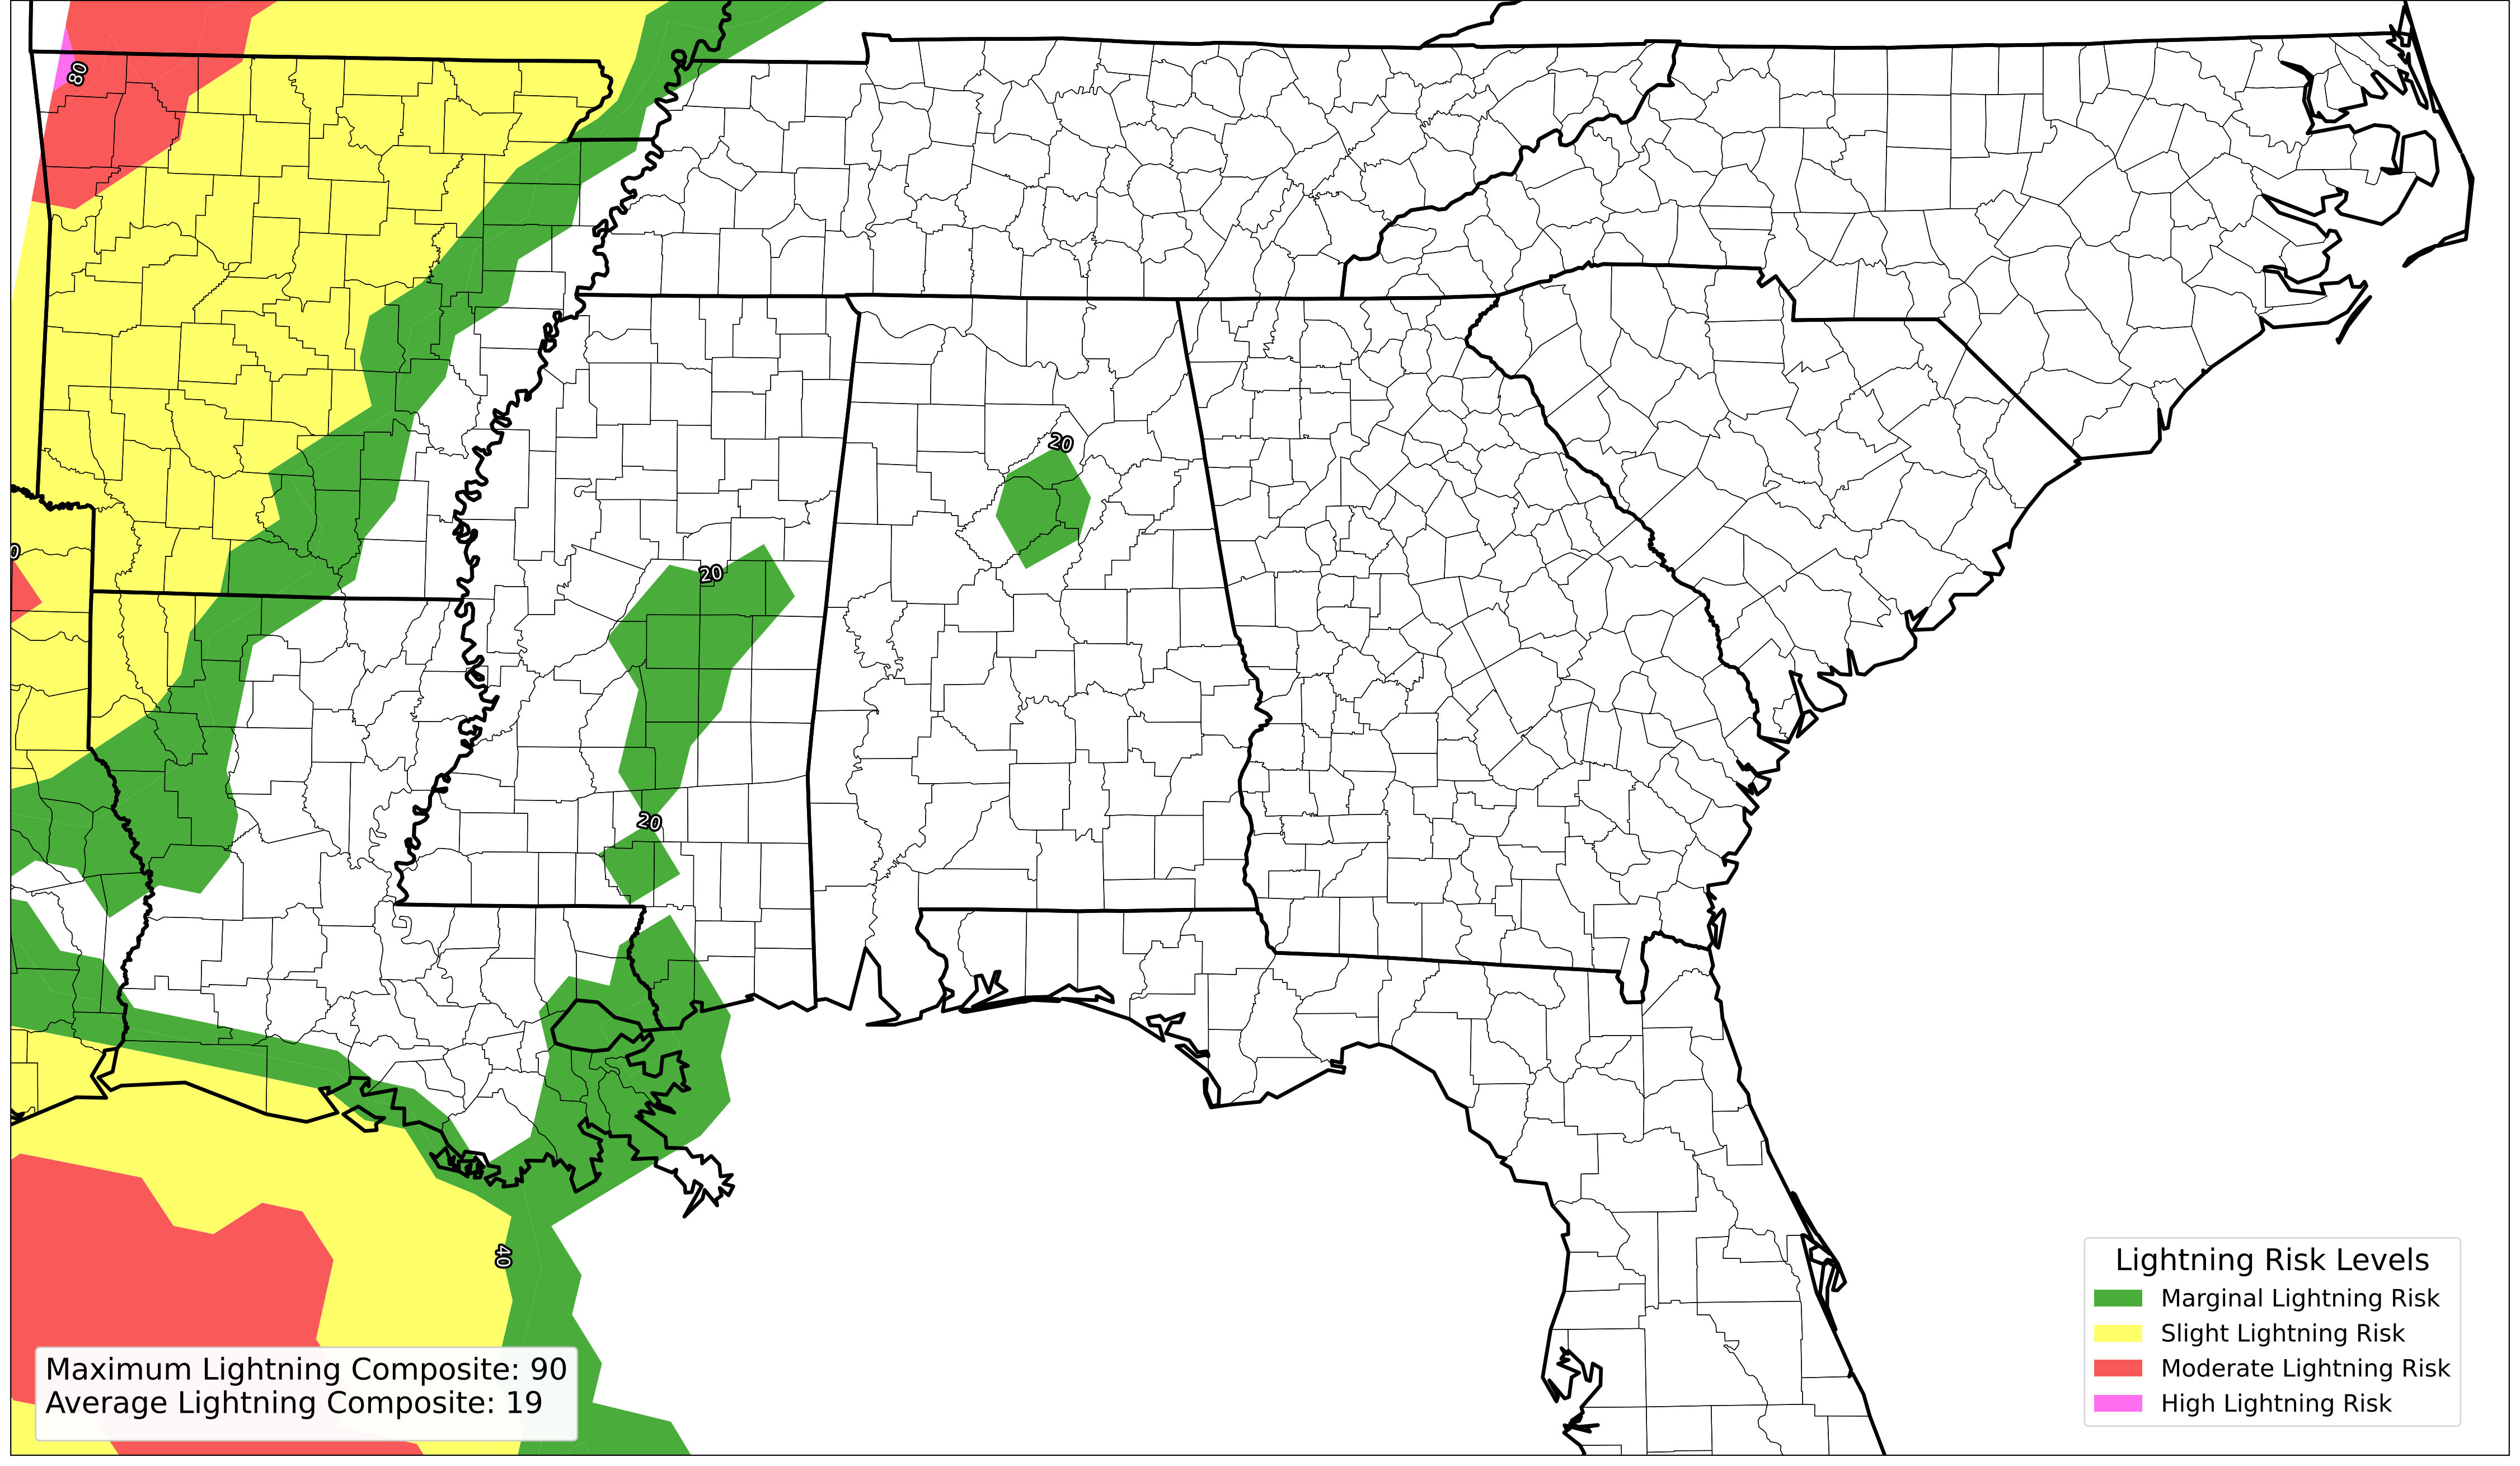 80
20
20
0
20
40
Maximum Lightning Composite: 90
Average Lightning Composite: 19
Lightning Risk Levels
Marginal Lightning Risk
Slight Lightning Risk
Moderate Lightning Risk
High Lightning Risk